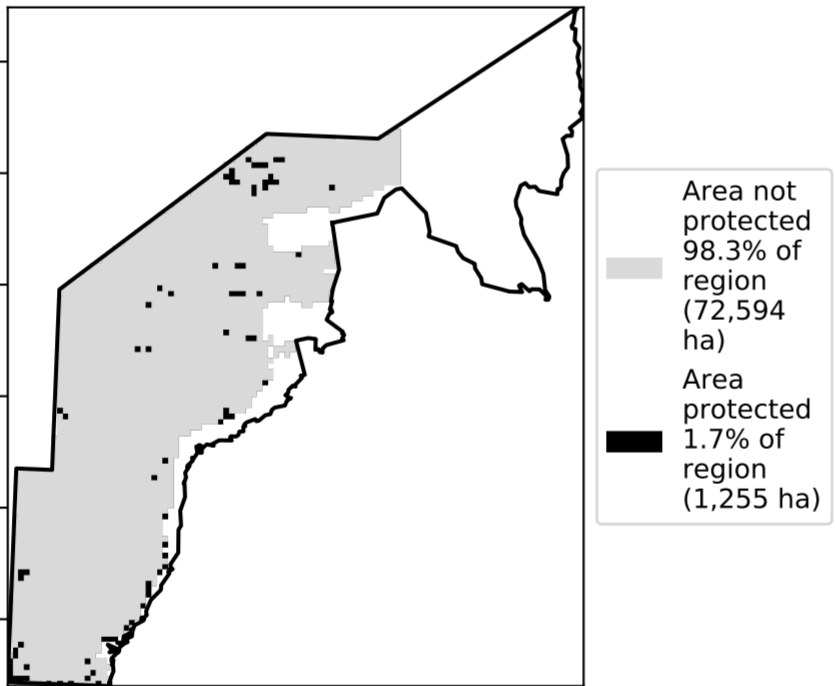 Area not
protected
98.3% of
region
(72,594
ha)
Area
protected
1.7% of
region
(1,255 ha)